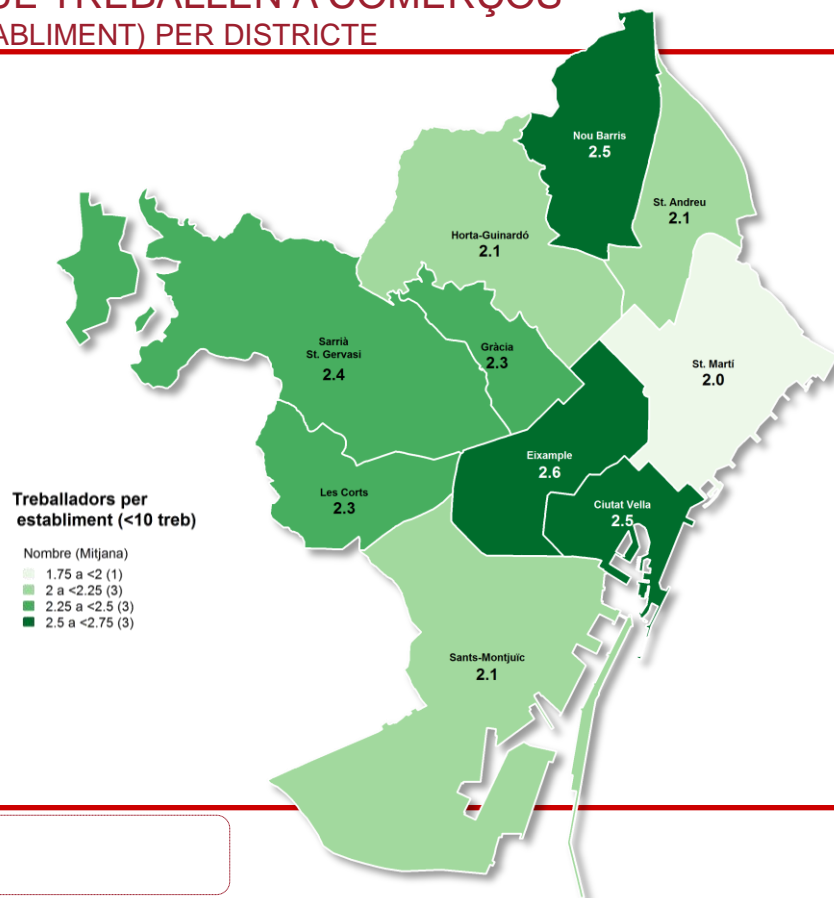 SE TREBALLEN A COMERÇOS
ABLIMENT) PER DISTRICTE
Nou Barris
2.5
St. Andreu
2.1
Horta-Guinardó
2.1
Sarrià
St. Gervasi
2.4
Gràcia
2.3
St. Martí
2.0
Eixample
2.6
Les Corts
2.3
Ciutat Vella
2.5
Sants-Montjuïc
2.1
Treballadors per
establiment (<10 treb)
Nombre (Mitjana)
1.75 a <2 (1)
2 a <2.25 (3)
2.25 a <2.5 (3)
2.5 a <2.75 (3)